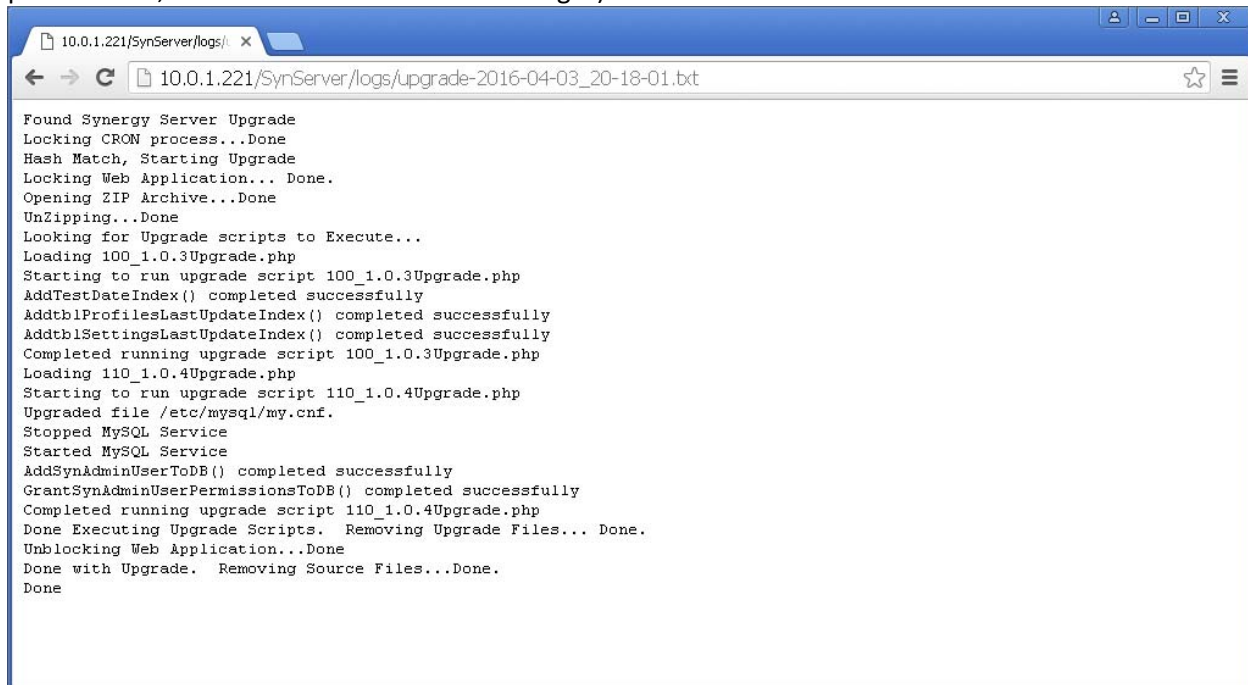 10.0.1.221/SynServer/logs/
10.0.1.221/SynServer/logs/upgrade-2016-04-03_20-18-01.txt
Found Synergy Server Upgrade
Locking CRON process...Done
Hash Match, Starting Upgrade
Locking Web Application... Done.
Opening ZIP Archive...Done
UnZipping...Done
Looking for Upgrade scripts to Execute...
Loading 100_1.0.3Upgrade.php
Starting to run upgrade script 100_1.0.3Upgrade.php
AddTestDateIndex() completed successfully
AddtblProfilesLastUpdateIndex() completed successfully
AddtblSettingsLastUpdateIndex() completed successfully
Completed running upgrade script 100_1.0.3Upgrade.php
Loading 110_1.0.4Upgrade.php
Starting to run upgrade script 110_1.0.4Upgrade.php
Upgraded file /etc/mysql/my.cnf.
Stopped MySQL Service
Started MySQL Service
AddSynAdminUserToDB() completed successfully
GrantSynAdminUserPermissionsToDB() completed successfully
Completed running upgrade script 110_1.0.4Upgrade.php
Done Executing Upgrade Scripts.  Removing Upgrade Files... Done.
Unblocking Web Application...Done
Done with Upgrade.  Removing Source Files...Done.
Done